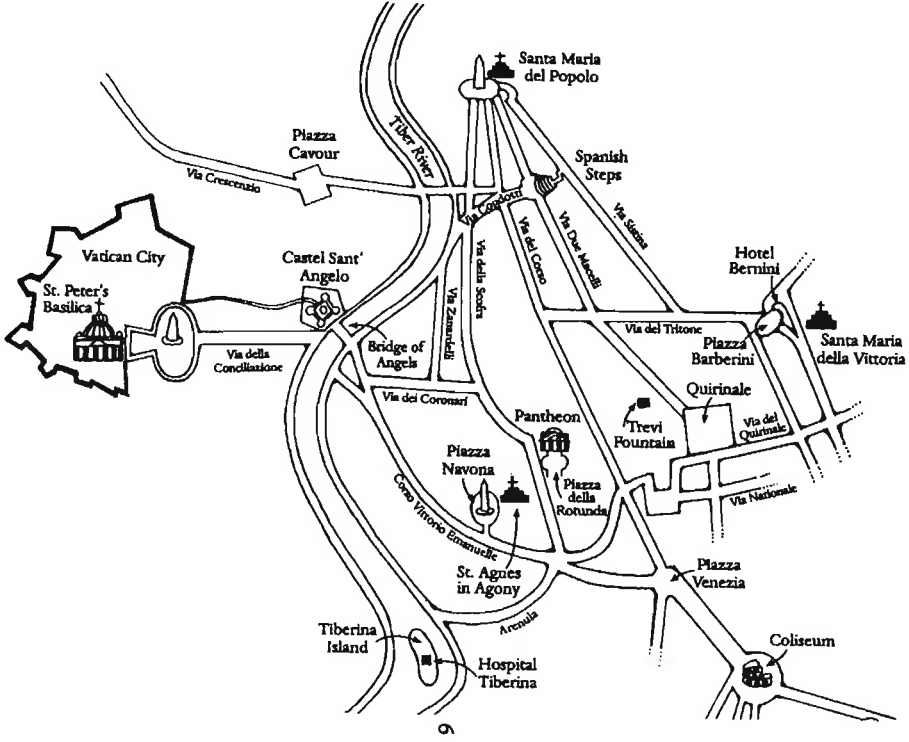 Santa Maria
del Popolo
Tiber River
Piazza
Cavour
Via Crescenzio
Spanish
Steps
Via Condotti
Via Sistina
Via del Corso
Via Due Macelli
Vatican City
Castel Sant'
Angelo
Via della Scofra
Via Zanardelli
Hotel
Bernini
St. Peter's
Basilica
Via della
Conciliazione
Bridge of
Angels
Via del Tritone
Piazza
Barberini
Santa Maria
della Vittoria
Via dei Coronari
Quirinale
Pantheon
Trevi
Fountain
Via del
Quirinale
Piazza
Navona
Piazza
della
Rotunda
Via Nationale
Corso Vittorio Emanuelle
St. Agnes
in Agony
Piazza
Venezia
Arenula
Tiberina
Island
Hospital
Tiberina
Coliseum
6